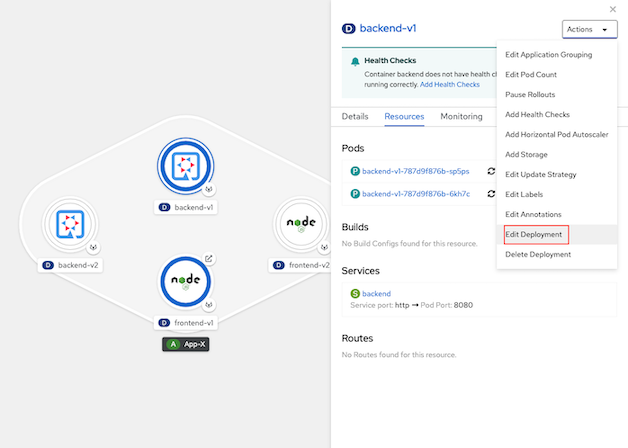 D backend-v1
Actions
Health Checks
Container backend does not have health ch
running correctly. Add Health Checks
Edit Application Grouping
Edit Pod Count
Pause Rollouts
Add Health Checks
Add Horizontal Pod Autoscaler
Add Storage
Edit Update Strategy
Edit Labels
Edit Annotations
Edit Deployment
Delete Deployment
Details Resources Monitoring
Pods
P backend-v1-787d9f876b-sp5ps
P backend-v1-787d9f876b-6kh7c
Builds
No Build Configs found for this resource.
Services
S backend
Service port: http → Pod Port: 8080
Routes
No Routes found for this resource.
D backend-v1
node
D backend-v2
D frontend-v2
node
D frontend-v1
A App-X